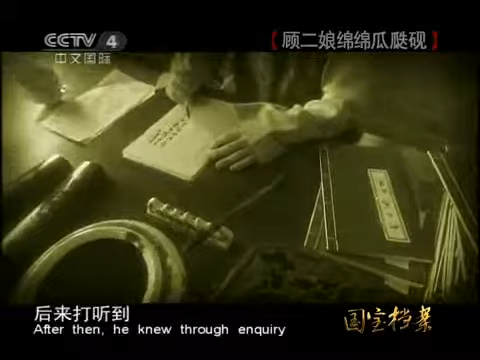 CCTV 4
中文国际
【顾二娘绵绵瓜瓞砚】
后来打听到
After then, he knew through enquiry
国宝档案